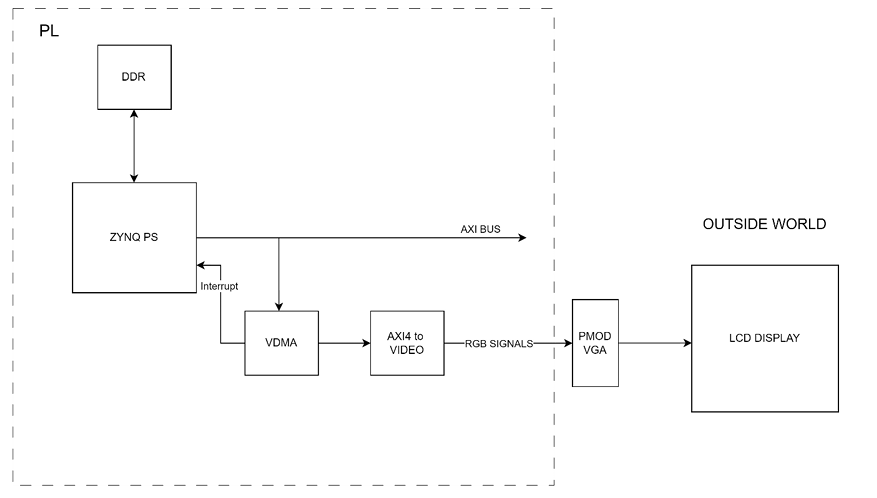 PL
DDR
ZYNQ PS
AXI BUS
OUTSIDE WORLD
Interrupt
VDMA
AXI4 to
VIDEO
RGB SIGNALS
PMOD
VGA
LCD DISPLAY